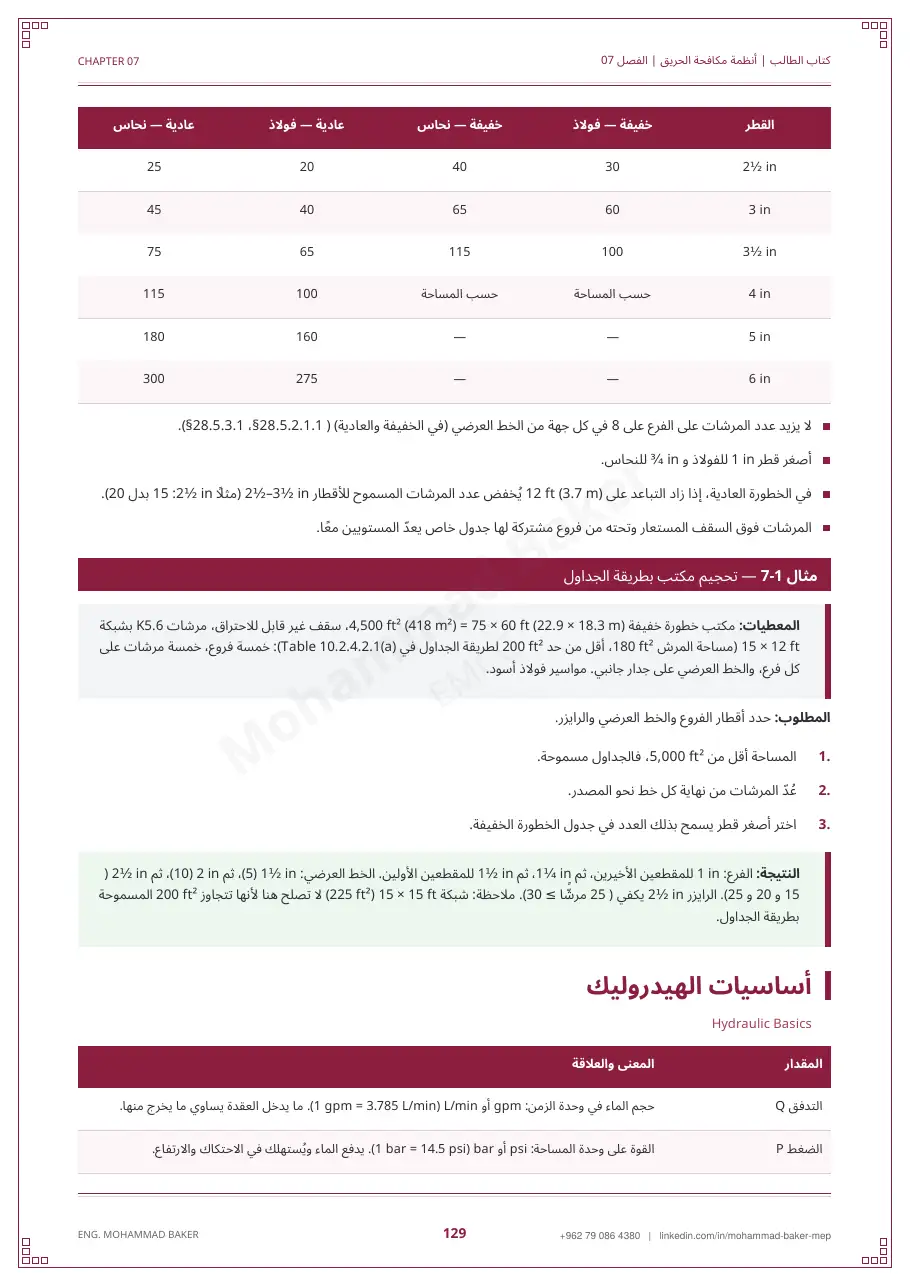 كتاب الطالب | أنظمة مكافحة الحريق | الفصل 07
CHAPTER 07
القطر	خفيفة — فولاذ	خفيفة — نحاس	عادية — فولاذ	عادية — نحاس
2½ in	30	40	20	25
3 in	60	65	40	45
3½ in	100	115	65	75
4 in	حسب المساحة	حسب المساحة	100	115
5 in	—	—	160	180
6 in	—	—	275	300
لا يزيد عدد المرشات على الفرع على 8 في كل جهة من الخط العرضي (في الخفيفة والعادية) ( §28.5.2.1.1، §28.5.3.1).
أصغر قطر 1 in للفولاذ و ¾ in للنحاس.
في الخطورة العادية، إذا زاد التباعد على 12 ft (3.7 m) يُخفض عدد المرشات المسموح للأقطار 2½–3½ in (مثلًا 2½ in: 15 بدل 20).
المرشات فوق السقف المستعار وتحته من فروع مشتركة لها جدول خاص يعدّ المستويين معًا.
مثال 1-7 — تحجيم مكتب بطريقة الجداول
المعطيات: مكتب خطورة خفيفة 75 × 60 ft (22.9 × 18.3 m) = 4,500 ft² (418 m²)، سقف غير قابل للاحتراق، مرشات K5.6 بشبكة
15 × 12 ft (مساحة المرش 180 ft²، أقل من حد 200 ft² لطريقة الجداول في Table 10.2.4.2.1(a)): خمسة فروع، خمسة مرشات على
كل فرع، والخط العرضي على جدار جانبي. مواسير فولاذ أسود.
المطلوب: حدد أقطار الفروع والخط العرضي والرايزر.
1. المساحة أقل من 5,000 ft²، فالجداول مسموحة.
2. عُدّ المرشات من نهاية كل خط نحو المصدر.
3. اختر أصغر قطر يسمح بذلك العدد في جدول الخطورة الخفيفة.
النتيجة: الفرع: 1 in للمقطعين الأخيرين، ثم 1¼ in، ثم 1½ in للمقطعين الأولين. الخط العرضي: 1½ in (5)، ثم 2 in (10)، ثم 2½ in (
15 و 20 و 25). الرايزر 2½ in يكفي ( 25 مرشًّا ≤ 30). ملاحظة: شبكة 15 × 15 ft (225 ft²) لا تصلح هنا لأنها تتجاوز 200 ft² المسموحة
بطريقة الجداول.
أساسيات الهيدروليك
Hydraulic Basics
المقدار	المعنى والعلاقة
التدفق Q	حجم الماء في وحدة الزمن: gpm أو L/min (1 gpm = 3.785 L/min). ما يدخل العقدة يساوي ما يخرج منها.
الضغط P	القوة على وحدة المساحة: psi أو bar (1 bar = 14.5 psi). يدفع الماء ويُستهلك في الاحتكاك والارتفاع.
ENG. MOHAMMAD BAKER
129
+962 79 086 4380 | linkedin.com/in/mohammad-baker-mep
Mohammad Baker